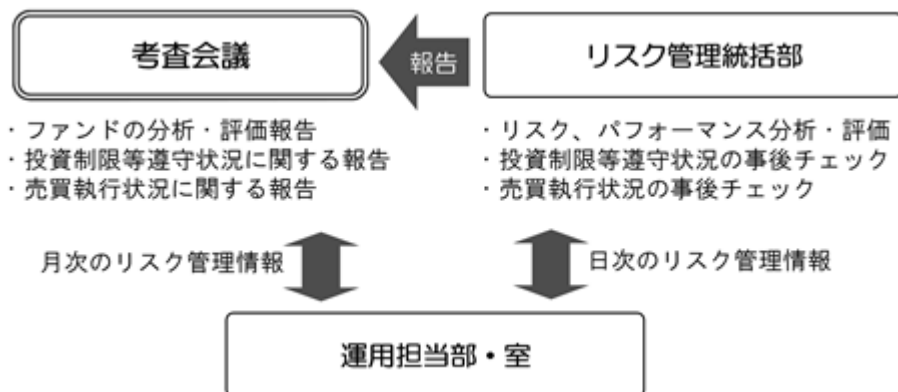 考査会議
報告
リスク管理統括部
・ファンドの分析・評価報告
・投資制限等遵守状況に関する報告
・売買執行状況に関する報告
・リスク、パフォーマンス分析・評価
・投資制限等遵守状況の事後チェック
・売買執行状況の事後チェック
月次のリスク管理情報
日次のリスク管理情報
運用担当部・室